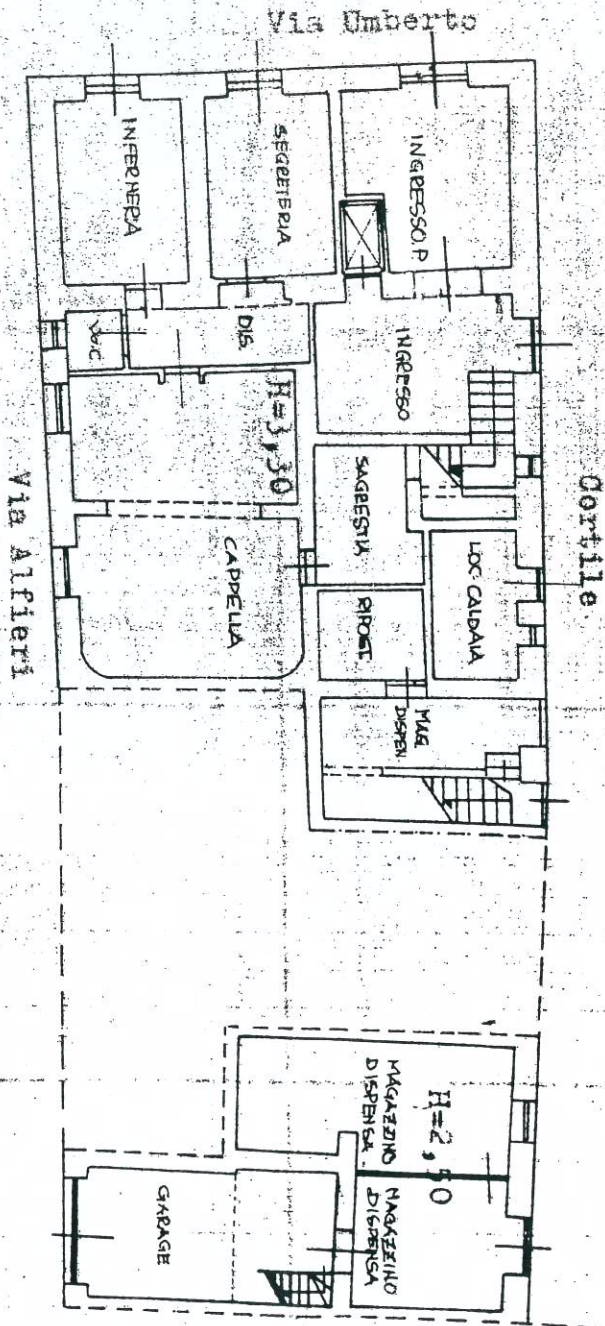 Via Umberto
INFERMERIA
SEGRETERIA
INGRESSO.P
W.C
DIS.
INGRESSO
H=3,30
SAGRESTIA
CAPPELLA
LOC. CALDAIA
RIPOST.
MAG.
DISPEN.
Cortile
Via Alfieri
MAGAZZINO
DISPENSA
H=2,50
MAGAZZINO
DISPENSA
GARAGE